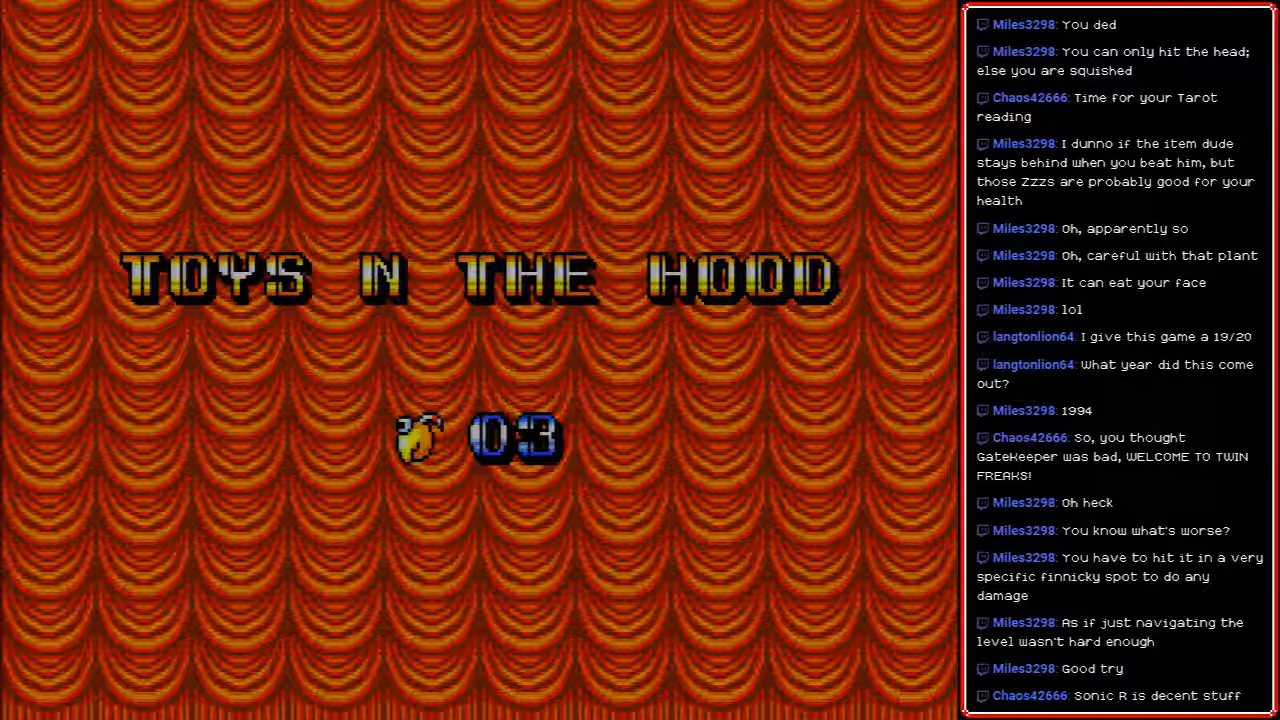 TOYS N THE HOOD
03
Miles3298: You ded
Miles3298: You can only hit the head;
else you are squished
Chaos42666: Time for your Tarot
reading
Miles3298: I dunno if the item dude
stays behind when you beat him, but
those Zzzs are probably good for your
health
Miles3298: Oh, apparently so
Miles3298: Oh, careful with that plant
Miles3298: It can eat your face
Miles3298: lol
langtonlion64: I give this game a 19/20
langtonlion64: What year did this come
out?
Miles3298: 1994
Chaos42666: So, you thought
Gatekeeper was bad, WELCOME TO TWIN
FREAKS!
Miles3298: Oh heck
Miles3298: You know what's worse?
Miles3298: You have to hit it in a very
specific finnicky spot to do any
damage
Miles3298: As if just navigating the
level wasn't hard enough
Miles3298: Good try
Chaos42666: Sonic R is decent stuff